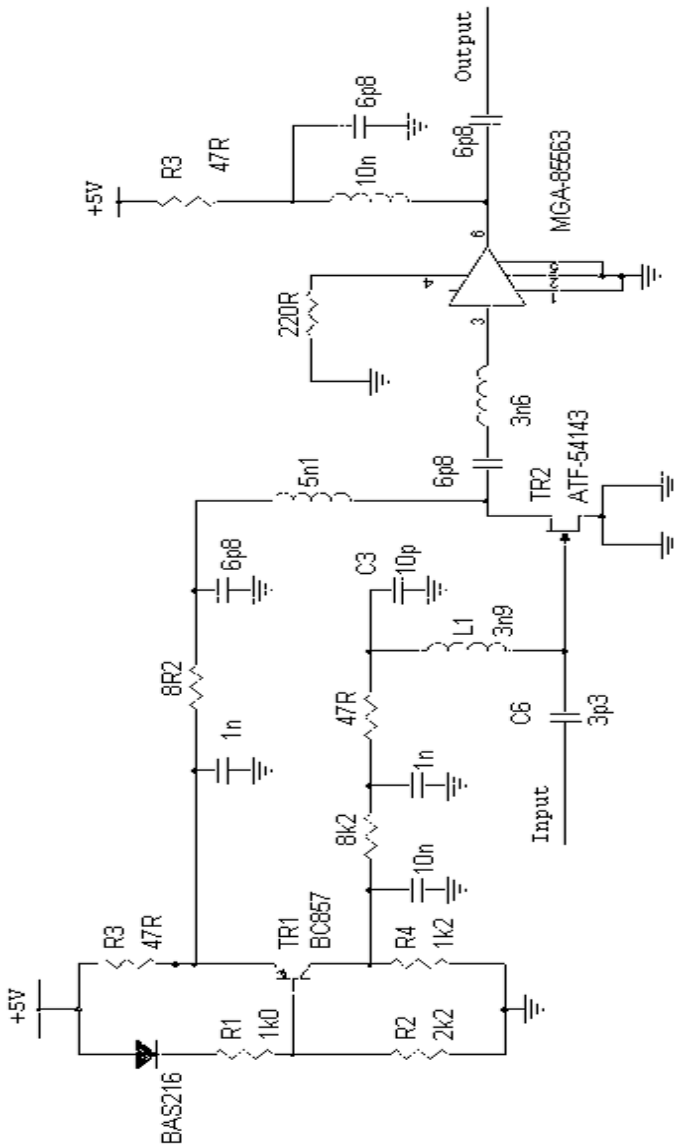 +5V
BAS216
R3
47R
R1
1k0
TR1
BC857
R2
2k2
R4
1k2
1n
8R2
6p8
5n1
10n
8k2
1n
47R
C3
10p
L1
3n9
Input
C6
3p3
TR2
ATF-54143
6p8
3n6
220R
3
4
6
1
MGA-85563
+5V
R3
47R
10n
6p8
6p8
Output